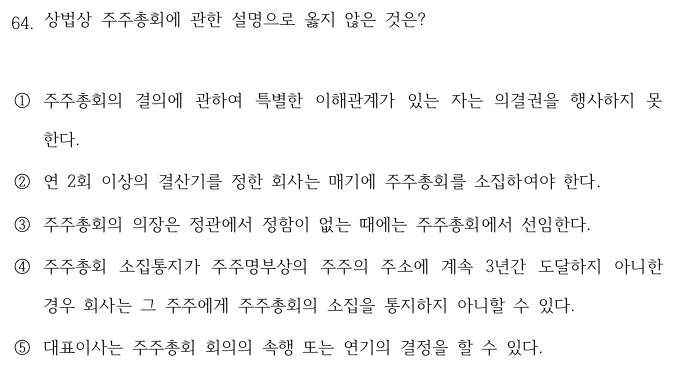 64. 상법상 주주총회에 관한 설명으로 옳지 않은 것은?
① 주주총회의 결의에 관하여 특별한 이해관계가 있는 자는 의결권을 행사하지 못
한다.
② 연 2회 이상의 결산기를 정한 회사는 매기에 주주총회를 소집하여야 한다.
③ 주주총회의 의장은 정관에서 정함이 없는 때에는 주주총회에서 선임한다.
④ 주주총회 소집통지가 주주명부상의 주주의 주소에 계속 3년간 도달하지 아니한
경우 회사는 그 주주에게 주주총회의 소집을 통지하지 아니할 수 있다.
⑤ 대표이사는 주주총회 회의의 속행 또는 연기의 결정을 할 수 있다.